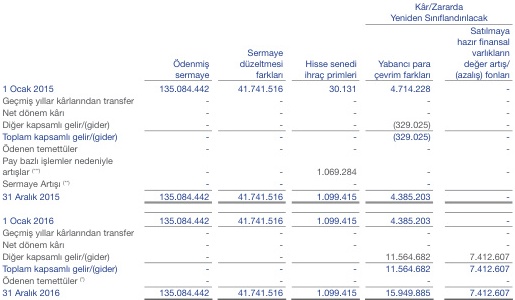 Kâr/Zararda
Yeniden Sınıflandırılacak
Satılmaya
hazır finansal
Sermaye varlıkların
Ödenmiş düzeltmesi Hisse senedi Yabancı para değer artış/
sermaye farkları ihraç primleri çevrim farkları (azalış) fonları
1 Ocak 2015 135.084.442 41.741.516 30.131 4.714.228 -
Geçmiş yıllar kârlarından transfer - - - - -
Net dönem kârı - - - - -
Diğer kapsamlı gelir/(gider) - - - (329.025) -
Toplam kapsamlı gelir/(gider) - - - (329.025) -
Ödenen temettüler - - - - -
Pay bazlı işlemler nedeniyle
artışlar (***) - - 1.069.284 - -
Sermaye Artışı (**) - - - - -
31 Aralık 2015 135.084.442 41.741.516 1.099.415 4.385.203 -
1 Ocak 2016 135.084.442 41.741.516 1.099.415 4.385.203 -
Geçmiş yıllar kârlarından transfer - - - - -
Net dönem kârı - - - - -
Diğer kapsamlı gelir/(gider) - - - 11.564.682 7.412.607
Toplam kapsamlı gelir/(gider) - - - 11.564.682 7.412.607
Ödenen temettüler (*) - - - - -
31 Aralık 2016 135.084.442 41.741.516 1.099.415 15.949.885 7.412.607